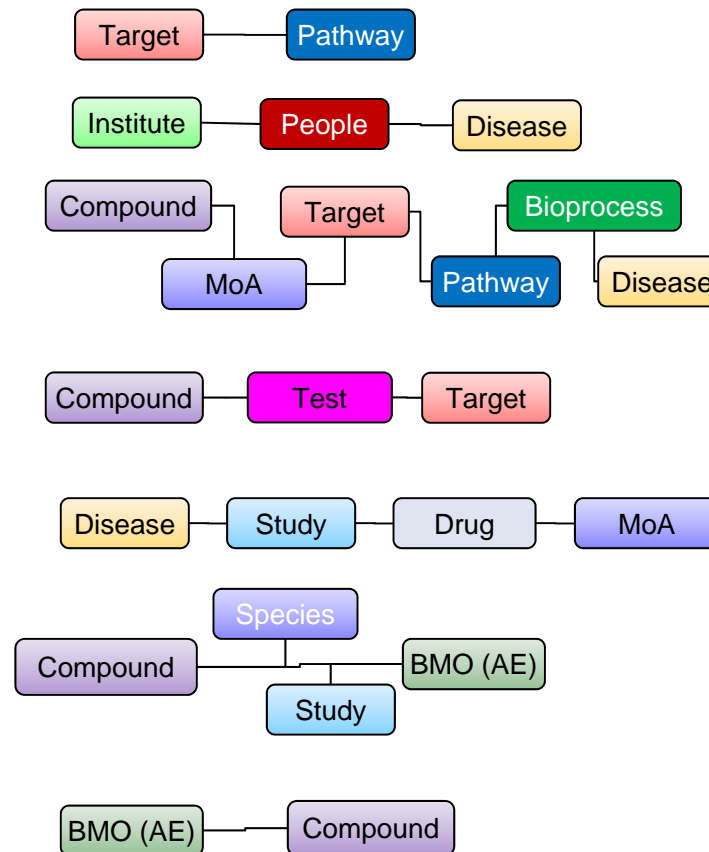 Target Pathway
Institute People Disease
Compound Target Bioprocess
MoA Pathway Disease
Compound Test Target
Disease Study Drug MoA
Species
Compound BMO (AE)
Study
BMO (AE) Compound